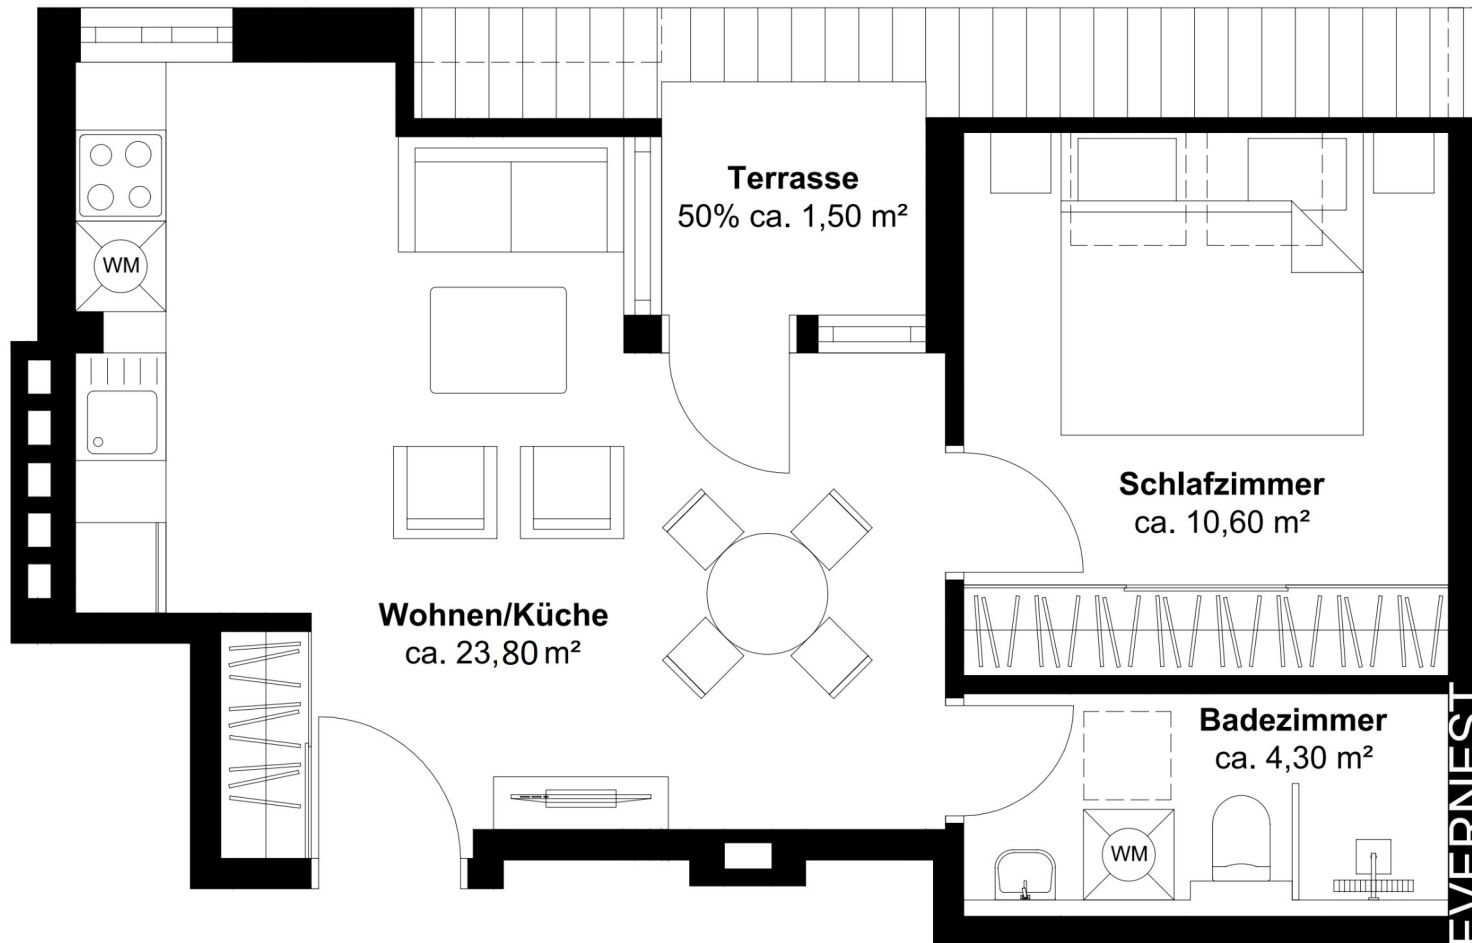 Terrasse
50% ca. 1,50 m²
WM
Schlafzimmer
ca. 10,60 m²
Wohnen/Küche
ca. 23,80 m²
Badezimmer
ca. 4,30 m²
WM
EVERNEST